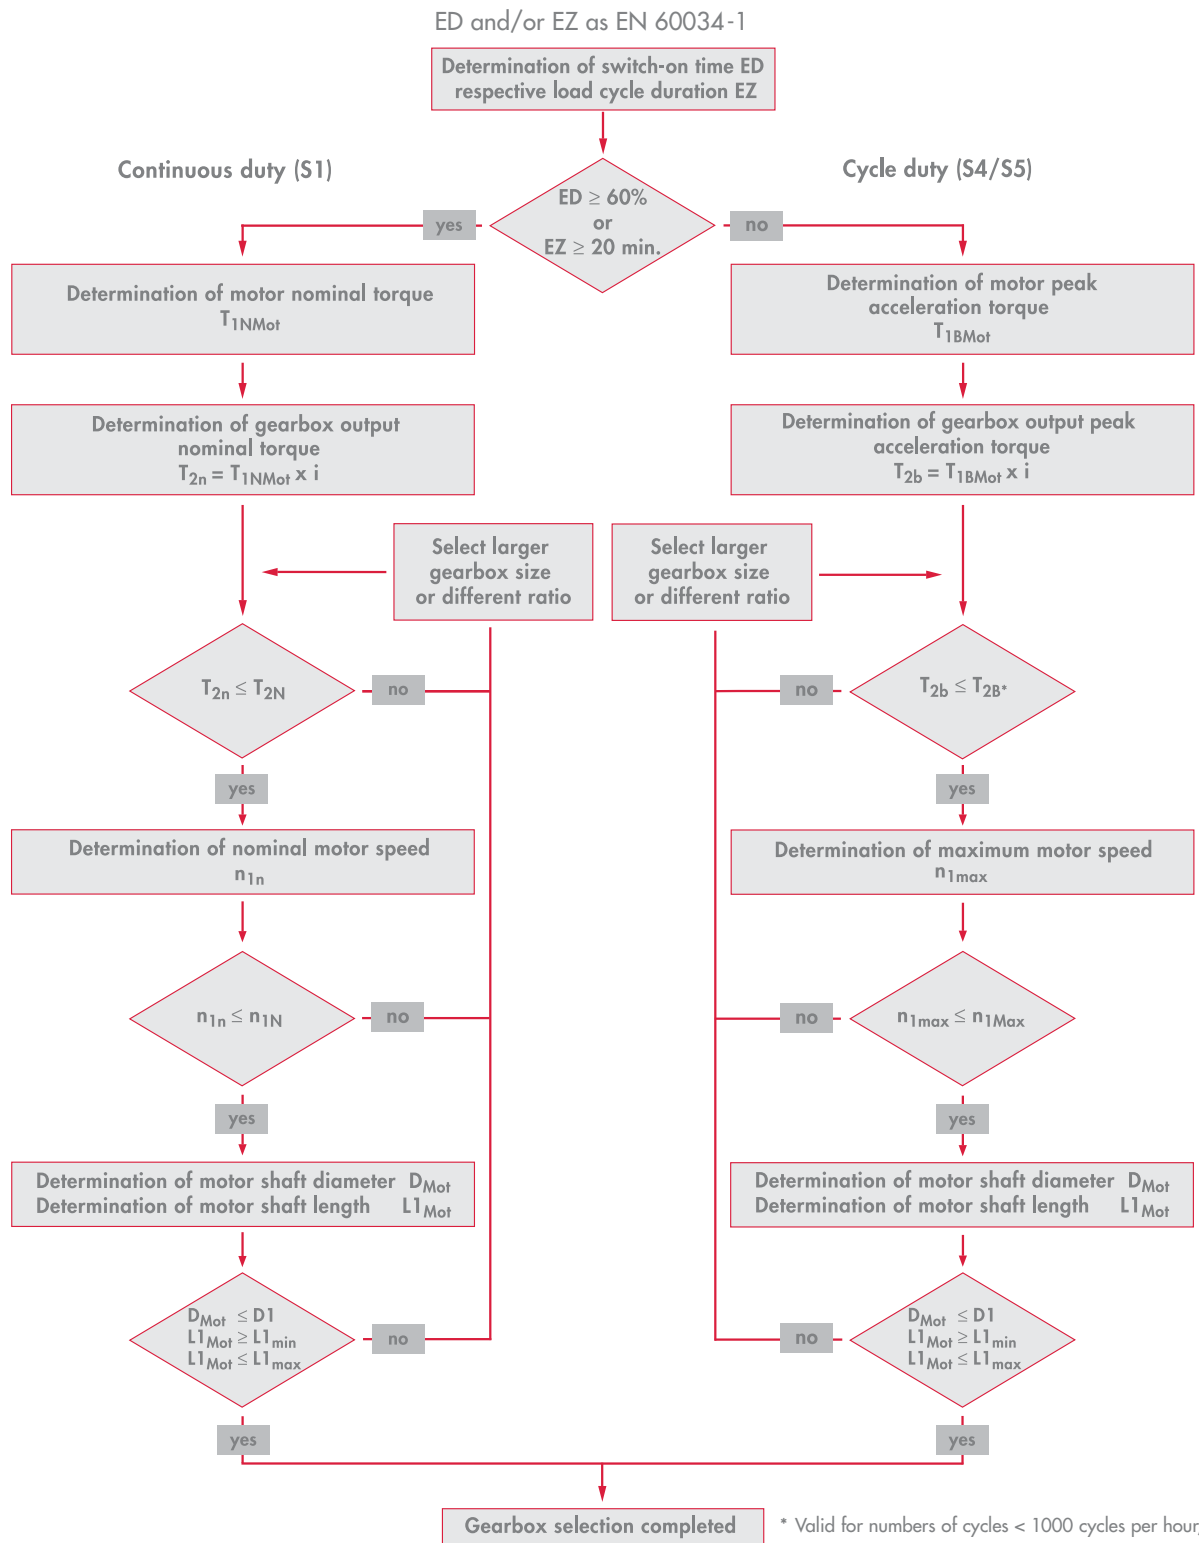 ED and/or EZ as EN 60034-1
Determination of switch-on time ED
respective load cycle duration EZ
Continuous duty (S1)
Cycle duty (S4/S5)
ED ≥ 60%
or
EZ ≥ 20 min.
yes
no
Determination of motor nominal torque
T1NMot
Determination of motor peak
acceleration torque
T1BMot
Determination of gearbox output
nominal torque
T2n = T1NMot x i
Determination of gearbox output peak
acceleration torque
T2b = T1BMot x i
Select larger
gearbox size
or different ratio
Select larger
gearbox size
or different ratio
T2n ≤ T2N
no
no
T2b ≤ T2B*
yes
yes
Determination of nominal motor speed
n1n
Determination of maximum motor speed
n1max
n1n ≤ n1N
no
no
n1max ≤ n1Max
yes
yes
Determination of motor shaft diameter DMot
Determination of motor shaft length L1Mot
Determination of motor shaft diameter DMot
Determination of motor shaft length L1Mot
DMot ≤ D1
L1Mot ≥ L1min
L1Mot ≤ L1max
no
no
DMot ≤ D1
L1Mot ≥ L1min
L1Mot ≤ L1max
yes
yes
Gearbox selection completed
* Valid for numbers of cycles < 1000 cycles per hour,